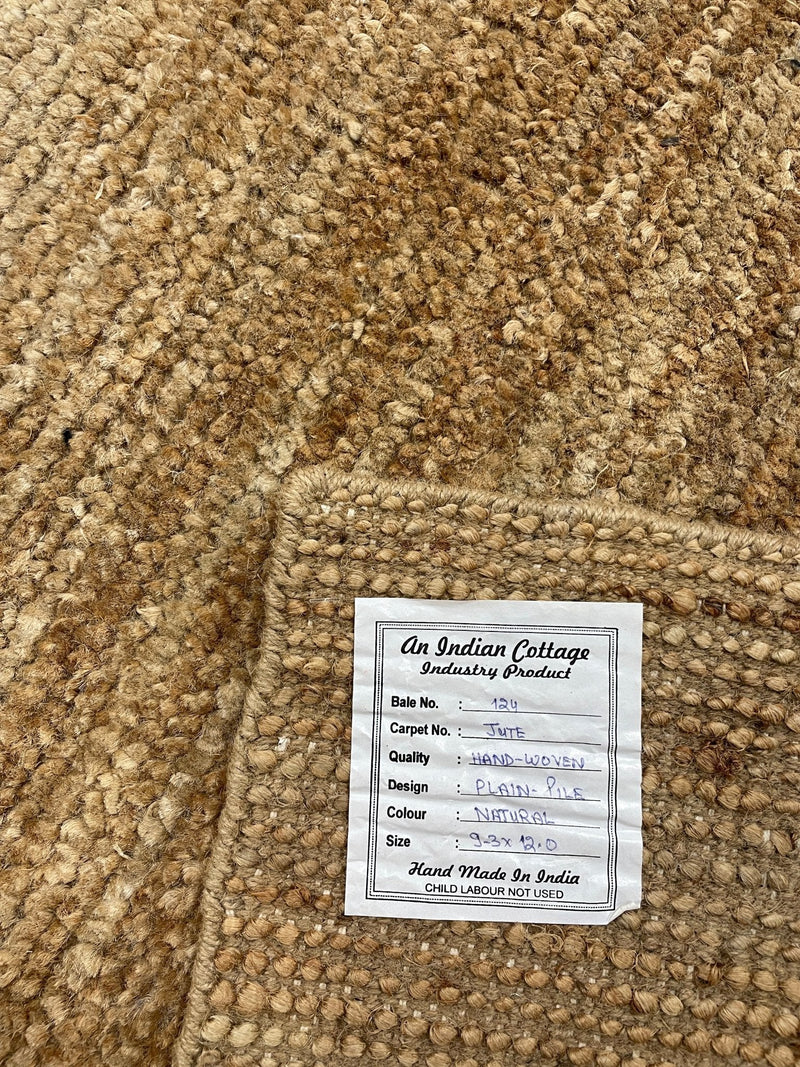 An Indian Cottage
Industry Product
Bale No. : 124
Carpet No. : JUTE
Quality : HAND-WOVEN
Design : PLAIN-PILE
Colour : NATURAL
Size : 9-3x 12.0
Hand Made In India
CHILD LABOUR NOT USED